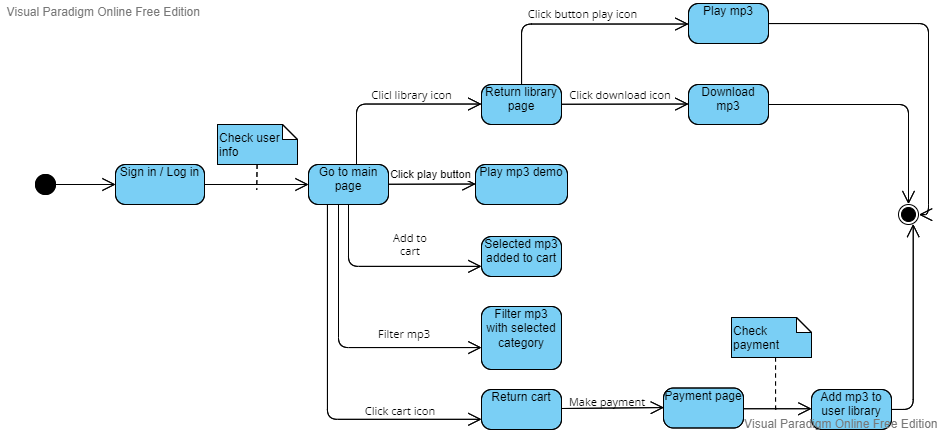 Visual Paradigm Online Free Edition
Click button play icon
Play mp3
Clicl library icon
Return library
page
Click download icon
Download
mp3
Check user
info
Sign in / Log in
Go to main
page
Click play button
Play mp3 demo
Add to
cart
Selected mp3
added to cart
Filter mp3
Filter mp3
with selected
category
Check
payment
Click cart icon
Return cart
Make payment
Payment page
Add mp3 to
user library
Visual Paradigm Online Free Edition